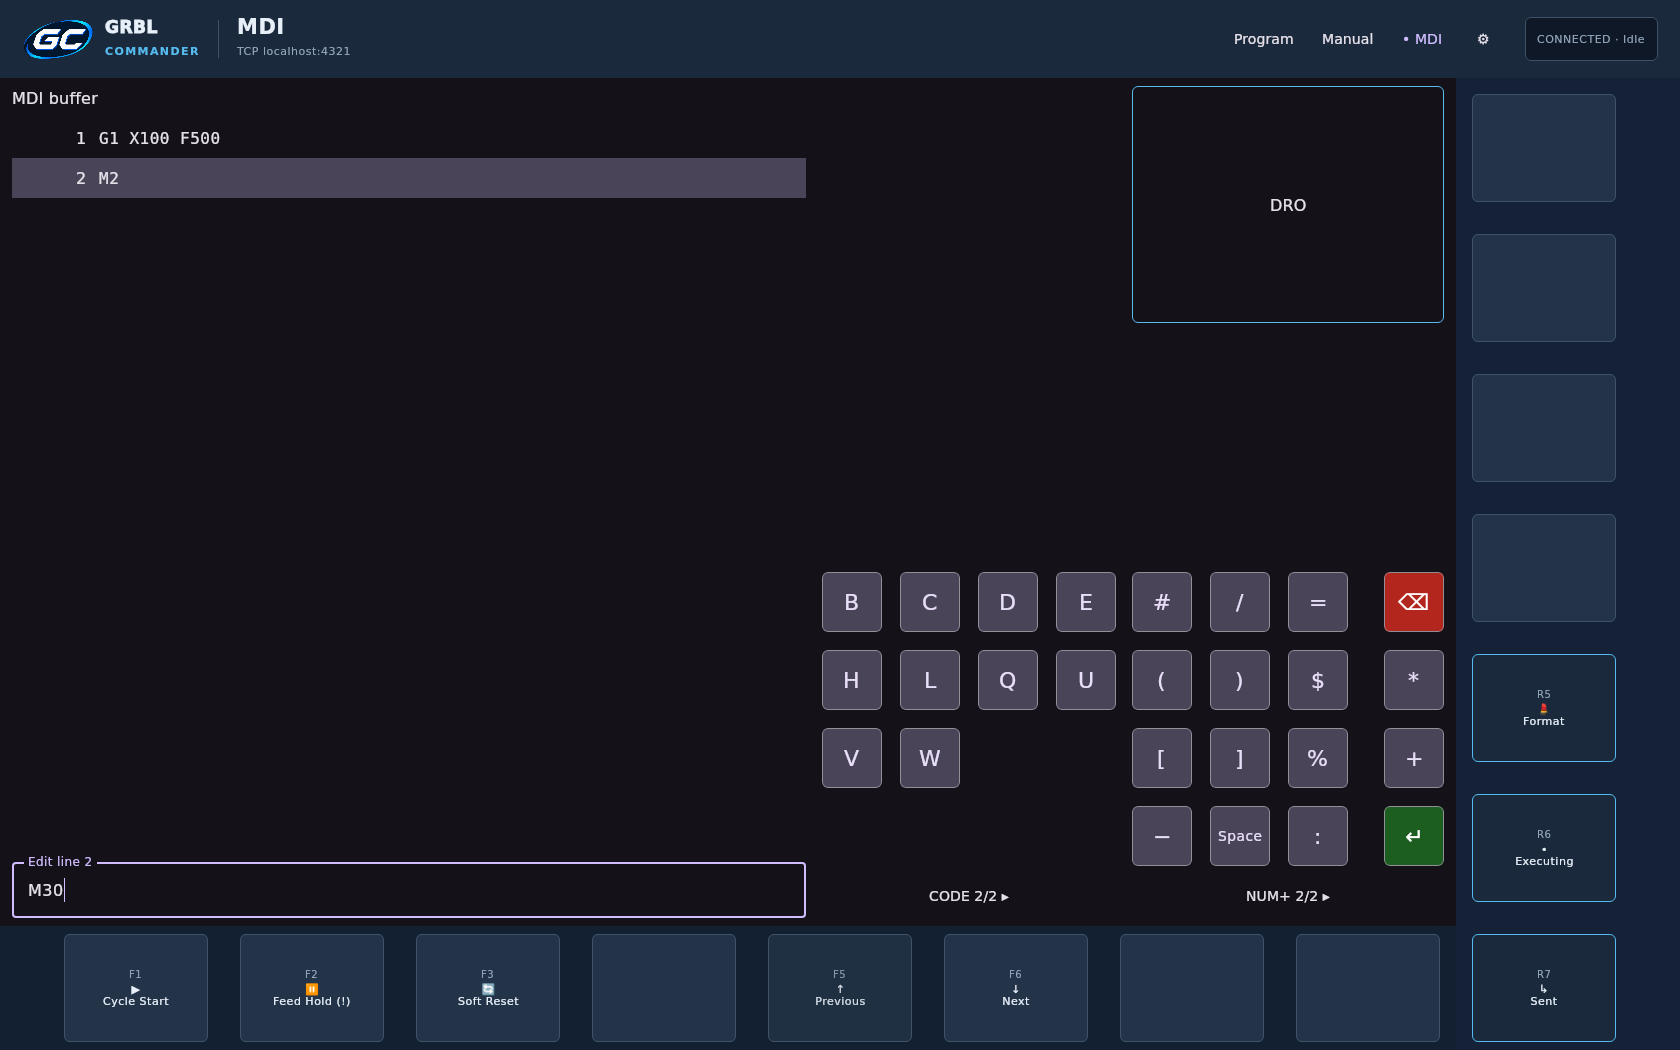 GC
GRBL
COMMANDER
MDI
TCP localhost:4321
Program
Manual
• MDI
CONNECTED · Idle
MDI buffer
1 G1 X100 F500
2 M2
DRO
B C D E # / = ⌫
H L Q U ( ) $ *
V W [ ] % +
− Space : ↵
CODE 2/2 ▸
NUM+ 2/2 ▸
Edit line 2
M30
R5
Format
R6
Executing
R7
Sent
F1
Cycle Start
F2
Feed Hold (!)
F3
Soft Reset
F5
Previous
F6
Next